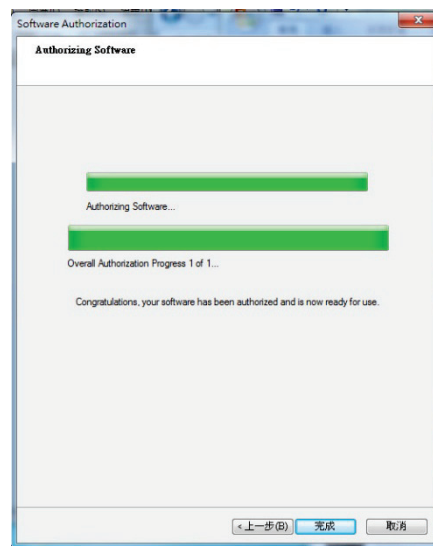 Software Authorization
Authorizing Software
Authorizing Software...
Overall Authorization Progress 1 of 1...
Congratulations, your software has been authorized and is now ready for use.
<上一步(B) 完成 取消